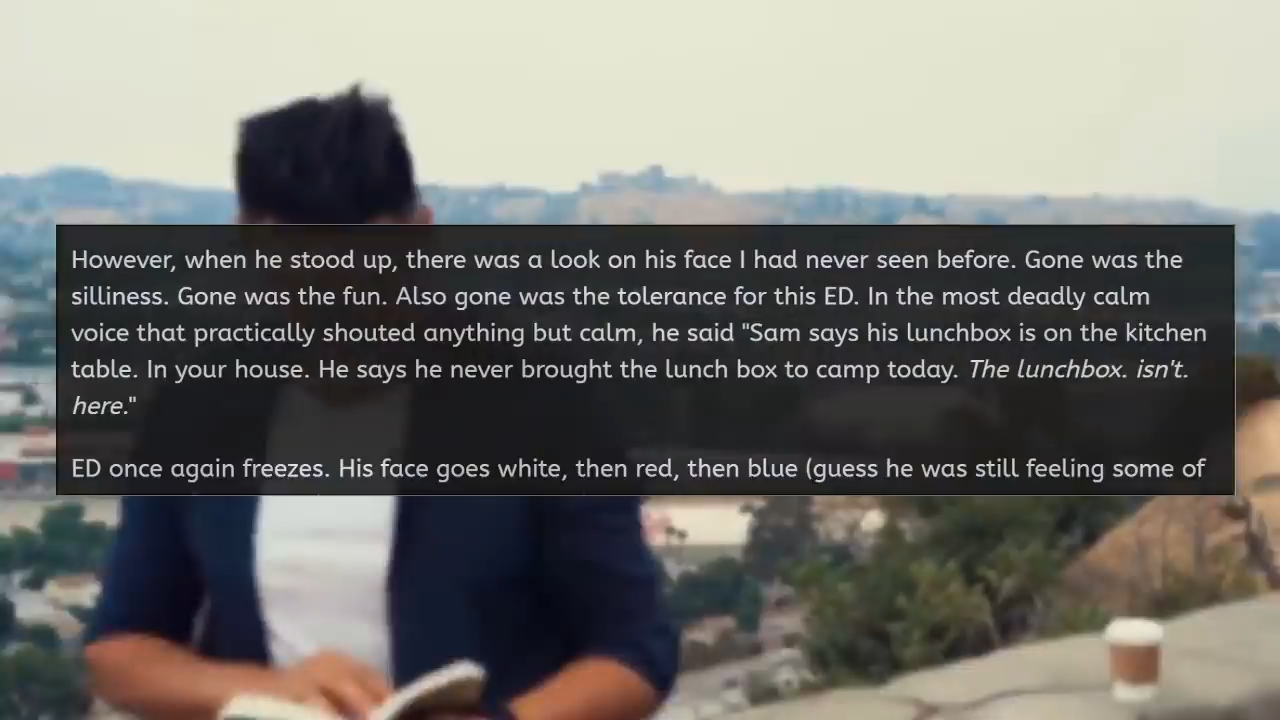 However, when he stood up, there was a look on his face I had never seen before. Gone was the
silliness. Gone was the fun. Also gone was the tolerance for this ED. In the most deadly calm
voice that practically shouted anything but calm, he said "Sam says his lunchbox is on the kitchen
table. In your house. He says he never brought the lunch box to camp today. The lunchbox. isn't.
here."
ED once again freezes. His face goes white, then red, then blue (guess he was still feeling some of